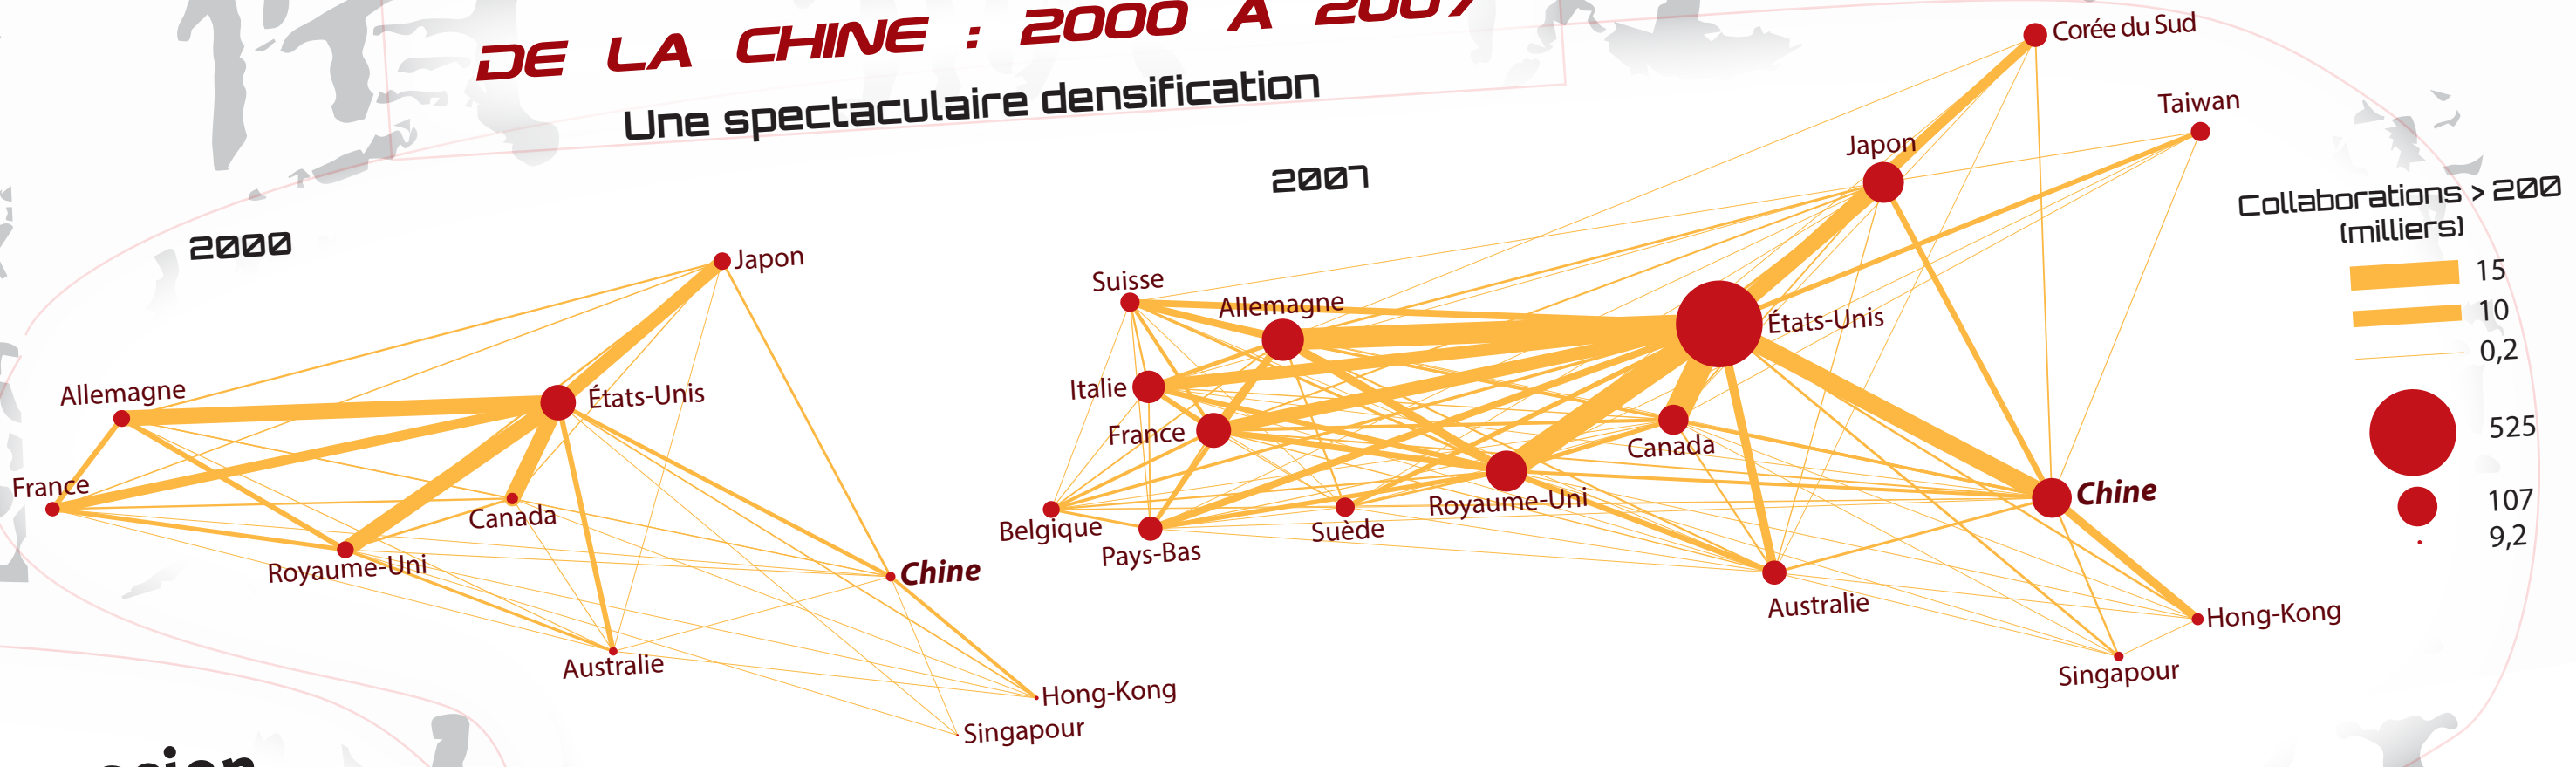 DE LA CHINE : 2000 A 2007
Une spectaculaire densification
2000
Japon
Allemagne
États-Unis
France
Canada
Royaume-Uni
Chine
Australie
Hong-Kong
Singapour
2007
Corée du Sud
Taiwan
Japon
Suisse
Allemagne
États-Unis
Italie
France
Canada
Royaume-Uni
Chine
Belgique
Pays-Bas
Suède
Australie
Hong-Kong
Singapour
Collaborations > 200
(milliers)
15
10
0,2
525
107
9,2